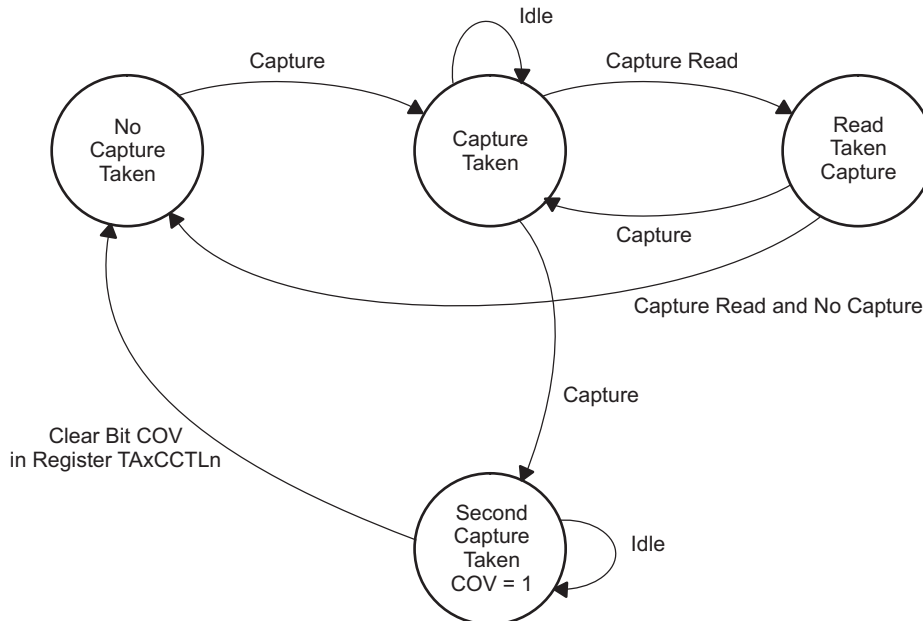 Idle
Capture
Capture Read
No
Capture
Taken
Capture
Taken
Read
Taken
Capture
Capture
Capture Read and No Capture
Capture
Clear Bit COV
in Register TAxCCTLn
Second
Capture
Taken
COV = 1
Idle